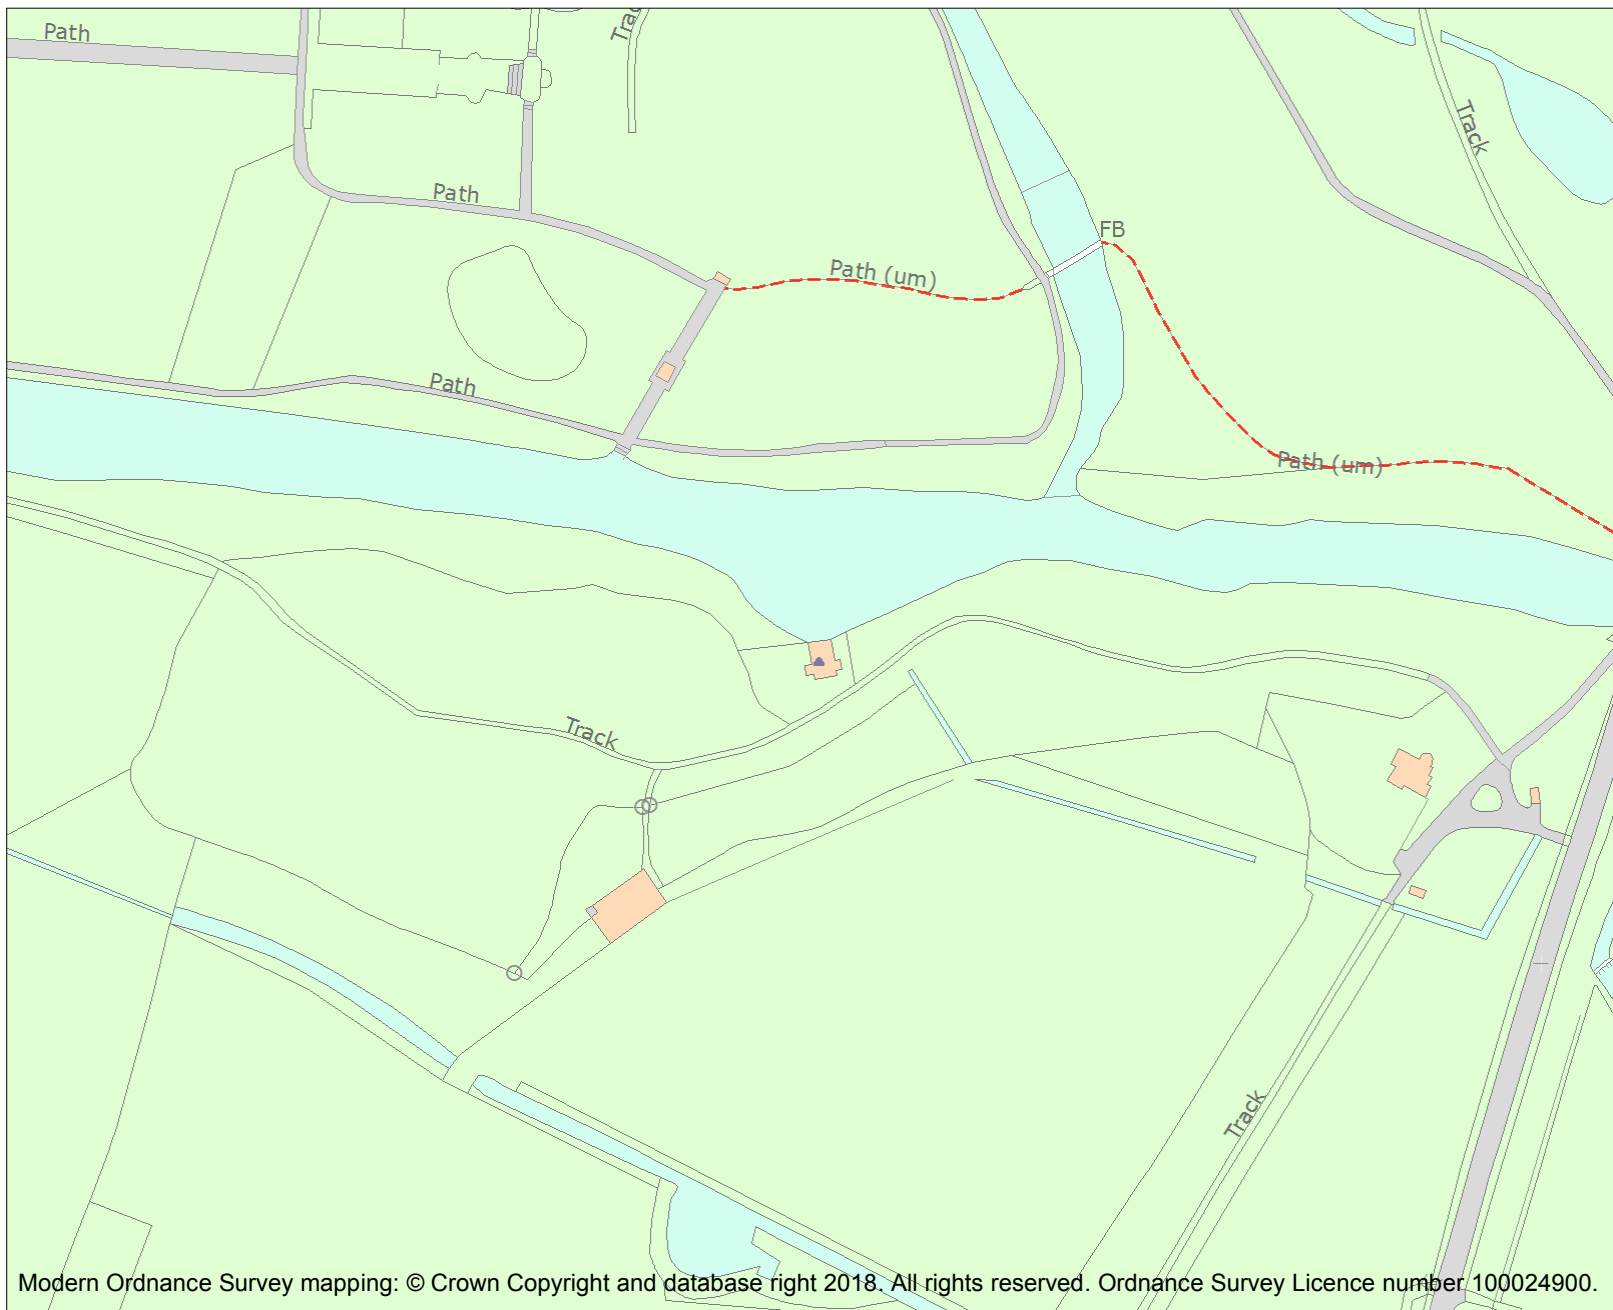 Path
Trac
Track
Path
FB
Path (um)
Path
Path (um)
Track
Track
Modern Ordnance Survey mapping: © Crown Copyright and database right 2018. All rights reserved. Ordnance Survey Licence number 100024900.